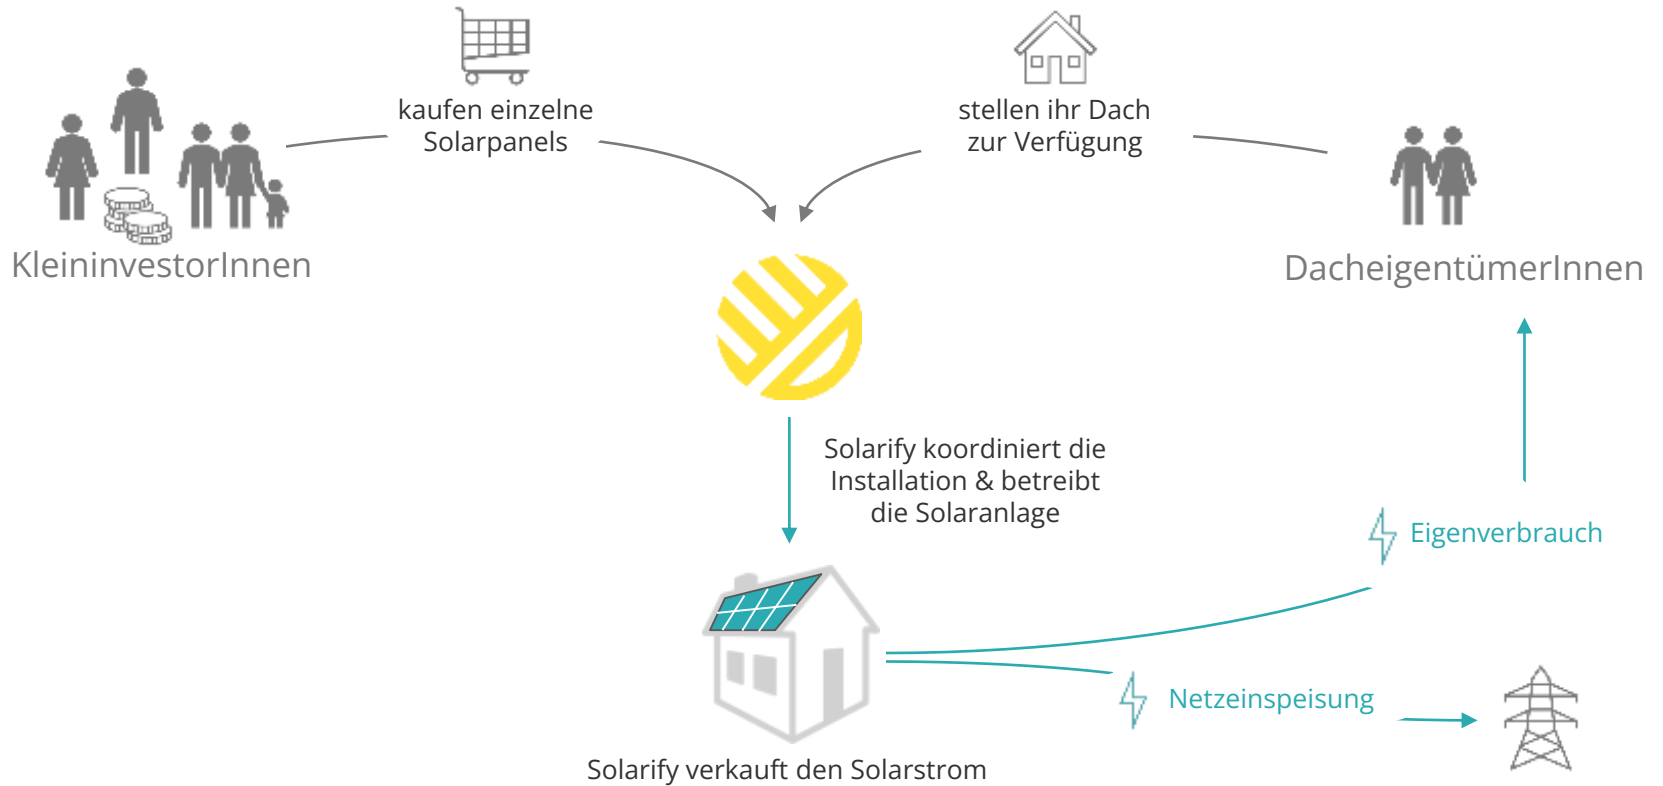 kaufen einzelne
Solarpanels
stellen ihr Dach
zur Verfügung
KleininvestorInnen
DacheigentümerInnen
Solarify koordiniert die
Installation & betreibt
die Solaranlage
Eigenverbrauch
Netzeinspeisung
Solarify verkauft den Solarstrom